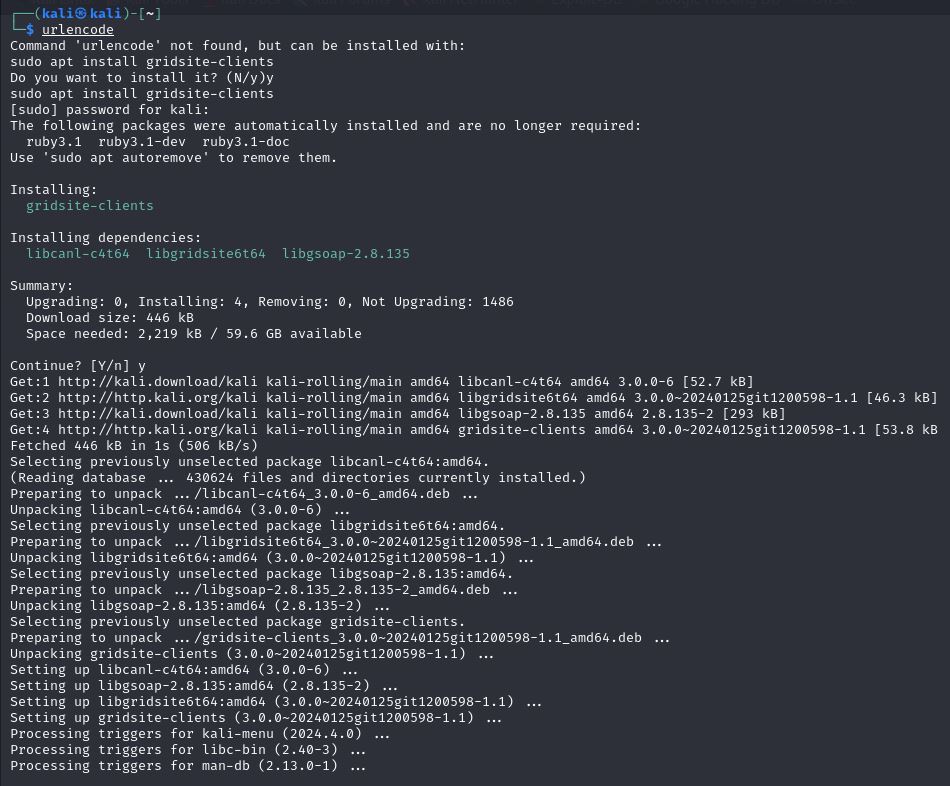 ┌──(kali㉿kali)-[~]
└─$ urlencode
Command 'urlencode' not found, but can be installed with:
sudo apt install gridsite-clients
Do you want to install it? (N/y)y
sudo apt install gridsite-clients
[sudo] password for kali:
The following packages were automatically installed and are no longer required:
  ruby3.1  ruby3.1-dev  ruby3.1-doc
Use 'sudo apt autoremove' to remove them.

Installing:
  gridsite-clients

Installing dependencies:
  libcanl-c4t64  libgridsite6t64  libgsoap-2.8.135

Summary:
  Upgrading: 0, Installing: 4, Removing: 0, Not Upgrading: 1486
  Download size: 446 kB
  Space needed: 2,219 kB / 59.6 GB available

Continue? [Y/n] y
Get:1 http://kali.download/kali kali-rolling/main amd64 libcanl-c4t64 amd64 3.0.0-6 [52.7 kB]
Get:2 http://http.kali.org/kali kali-rolling/main amd64 libgridsite6t64 amd64 3.0.0~20240125git1200598-1.1 [46.3 kB]
Get:3 http://kali.download/kali kali-rolling/main amd64 libgsoap-2.8.135 amd64 2.8.135-2 [293 kB]
Get:4 http://http.kali.org/kali kali-rolling/main amd64 gridsite-clients amd64 3.0.0~20240125git1200598-1.1 [53.8 kB
Fetched 446 kB in 1s (506 kB/s)
Selecting previously unselected package libcanl-c4t64:amd64.
(Reading database ... 430624 files and directories currently installed.)
Preparing to unpack .../libcanl-c4t64_3.0.0-6_amd64.deb ...
Unpacking libcanl-c4t64:amd64 (3.0.0-6) ...
Selecting previously unselected package libgridsite6t64:amd64.
Preparing to unpack .../libgridsite6t64_3.0.0~20240125git1200598-1.1_amd64.deb ...
Unpacking libgridsite6t64:amd64 (3.0.0~20240125git1200598-1.1) ...
Selecting previously unselected package libgsoap-2.8.135:amd64.
Preparing to unpack .../libgsoap-2.8.135_2.8.135-2_amd64.deb ...
Unpacking libgsoap-2.8.135:amd64 (2.8.135-2) ...
Selecting previously unselected package gridsite-clients.
Preparing to unpack .../gridsite-clients_3.0.0~20240125git1200598-1.1_amd64.deb ...
Unpacking gridsite-clients (3.0.0~20240125git1200598-1.1) ...
Setting up libcanl-c4t64:amd64 (3.0.0-6) ...
Setting up libgsoap-2.8.135:amd64 (2.8.135-2) ...
Setting up libgridsite6t64:amd64 (3.0.0~20240125git1200598-1.1) ...
Setting up gridsite-clients (3.0.0~20240125git1200598-1.1) ...
Processing triggers for kali-menu (2024.4.0) ...
Processing triggers for libc-bin (2.40-3) ...
Processing triggers for man-db (2.13.0-1) ...